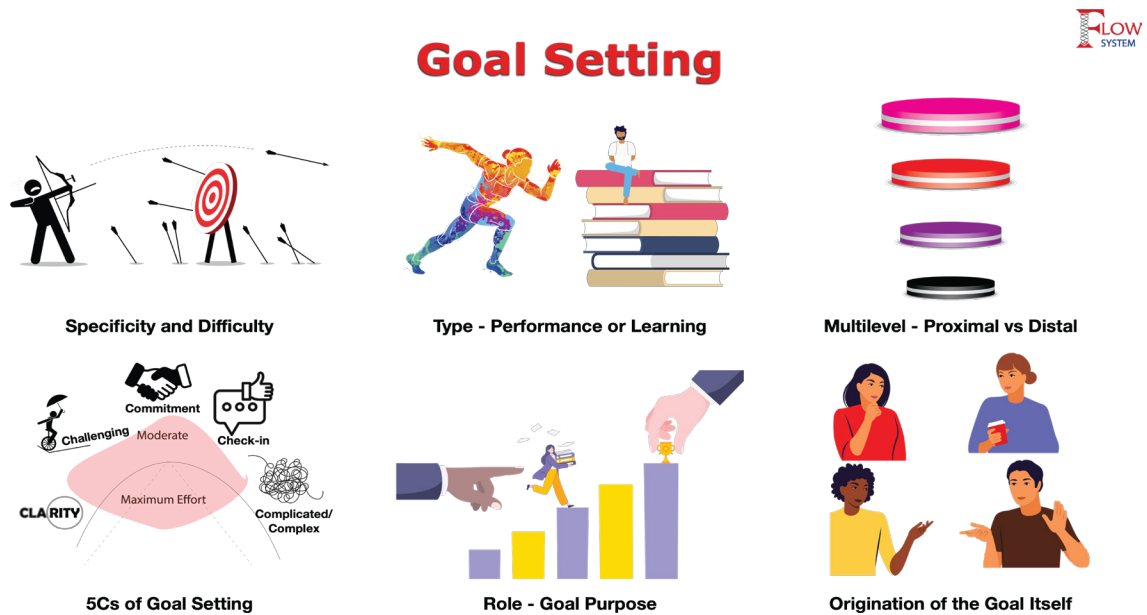 FLOW
SYSTEM
Goal Setting
Specificity and Difficulty
Type - Performance or Learning
Multilevel - Proximal vs Distal
Commitment
Challenging
Moderate
Check-in
Maximum Effort
CLARITY
Complicated/
Complex
5Cs of Goal Setting
Role - Goal Purpose
Origination of the Goal Itself